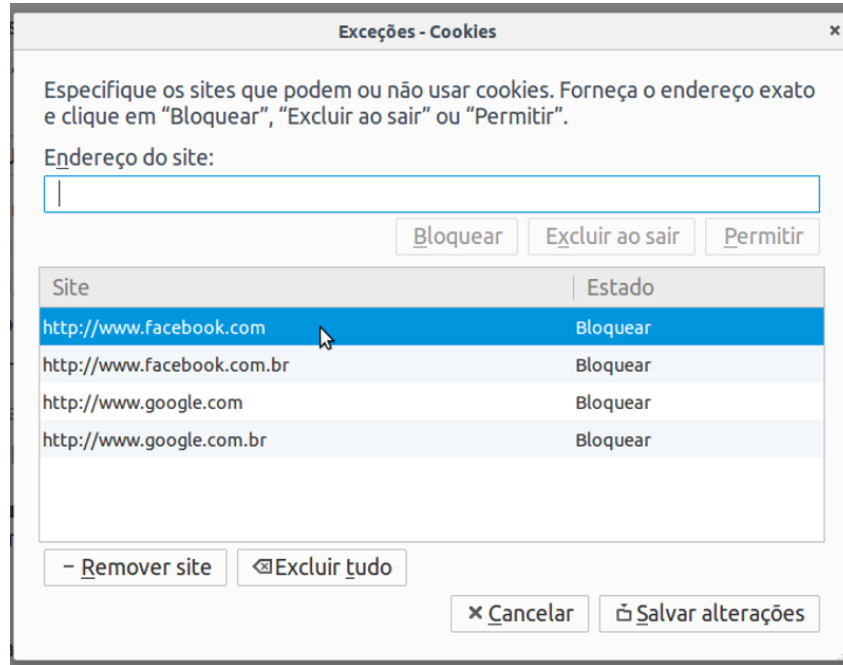 Exceções - Cookies
Especifique os sites que podem ou não usar cookies. Forneça o endereço exato
e clique em “Bloquear”, “Excluir ao sair” ou “Permitir”.
Endereço do site:
Bloquear Excluir ao sair Permitir
Site Estado
http://www.facebook.com Bloquear
http://www.facebook.com.br Bloquear
http://www.google.com Bloquear
http://www.google.com.br Bloquear
Remover site Excluir tudo
Cancelar Salvar alterações